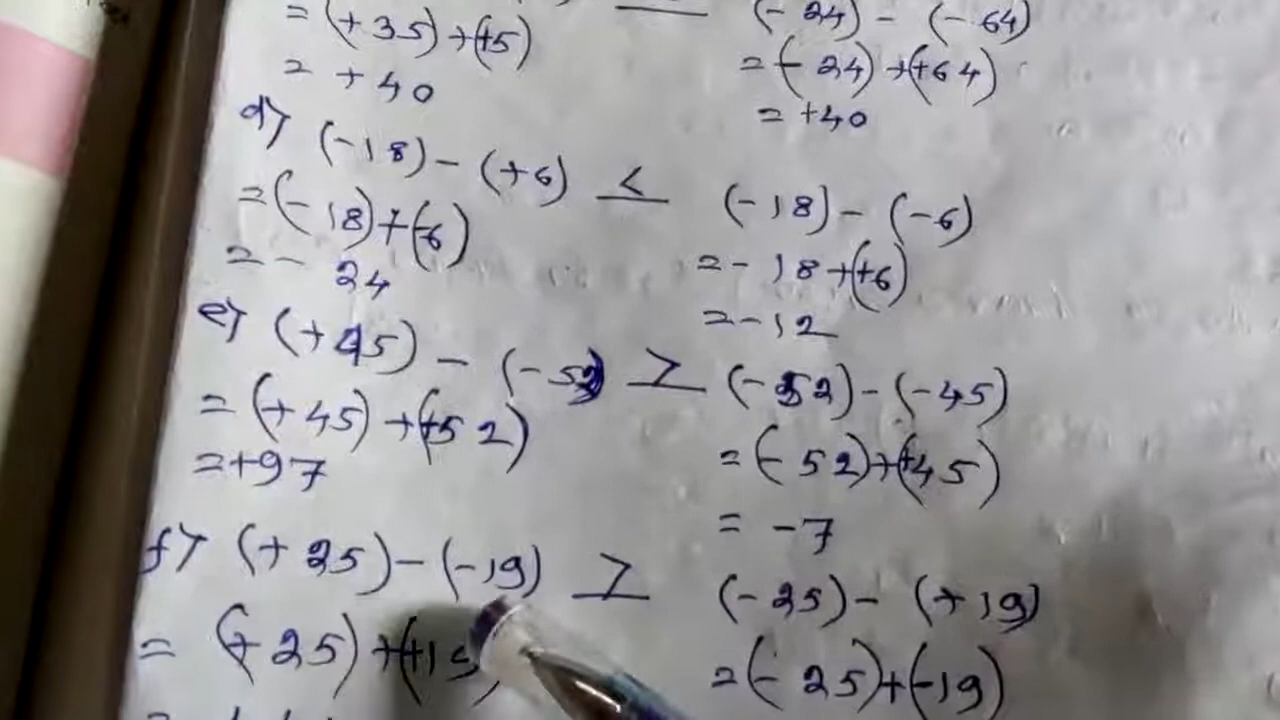 = (+35)+(+5) (-24) - (-64)
= +40 =(-24)+(+64)
= +40
d> (-18)-(+6) < (-18)-(-6)
=(-18)+(-6) =-18+(+6)
=-24 =-12
e> (+45)-(-52) > (-52)-(-45)
=(+45)+(+52) =(-52)+(+45)
=+97 = -7
f> (+25)-(-19) > (-25)-(+19)
= (+25)+(+19) =(-25)+(-19)